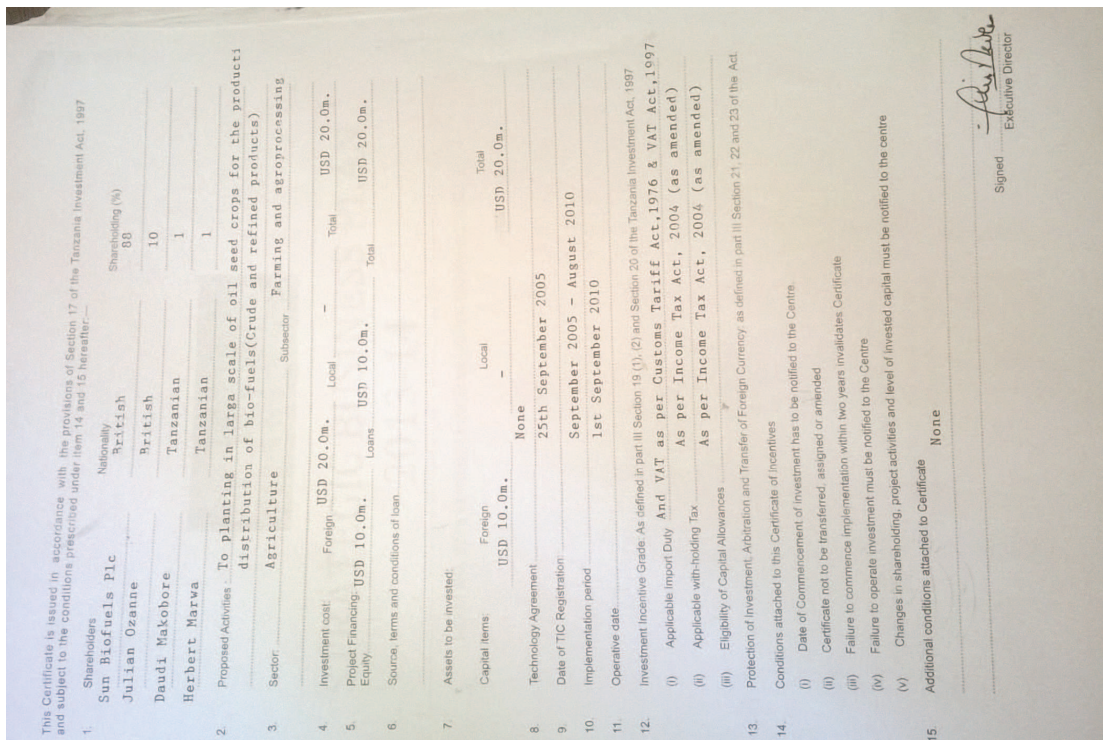 This Certificate is issued in accordance with the provisions of Section 17 of the Tanzania Investment Act, 1997
and subject to the conditions prescribed under item 14 and 15 hereafter:—
1. Shareholders Nationality Shareholding (%)
Sun Biofuels Plc British 88
Julian Ozanne British 10
Daudi Makobore Tanzanian 1
Herbert Marwa Tanzanian 1
2. Proposed Activities To planting in larga scale of oil seed crops for the producti
distribution of bio-fuels(Crude and refined products)
3. Sector: Agriculture Subsector Farming and agroprocessing
4. Investment cost: Foreign USD 20.0m. Local - Total USD 20.0m.
5. Project Financing: USD 10.0m. Loans USD 10.0m. Total USD 20.0m.
Equity
6. Source, terms and conditions of loan
7. Assets to be invested:
Capital items: Foreign Local Total
USD 10.0m. - USD 20.0m.
8. Technology Agreement None
9. Date of TIC Registration: 25th September 2005
10. Implementation period September 2005 - August 2010
11. Operative date 1st September 2010
12. Investment Incentive Grade. As defined in part III Section 19 (1), (2) and Section 20 of the Tanzania Investment Act, 1997
(i) Applicable Import Duty And VAT as per Customs Tariff Act,1976 & VAT Act,1997
(ii) Applicable with-holding Tax As per Income Tax Act, 2004 (as amended)
(iii) Eligibility of Capital Allowances As per Income Tax Act, 2004 (as amended)
13. Protection of Investment, Arbitration and Transfer of Foreign Currency: as defined in part III Section 21, 22 and 23 of the Act.
14. Conditions attached to this Certificate of Incentives
(i) Date of Commencement of investment has to be notified to the Centre.
(ii) Certificate not to be transferred, assigned or amended
(iii) Failure to commence implementation within two years invalidates Certificate
(iv) Failure to operate investment must be notified to the Centre
(v) Changes in shareholding, project activities and level of invested capital must be notified to the centre
15. Additional conditions attached to Certificate None
Signed
Executive Director